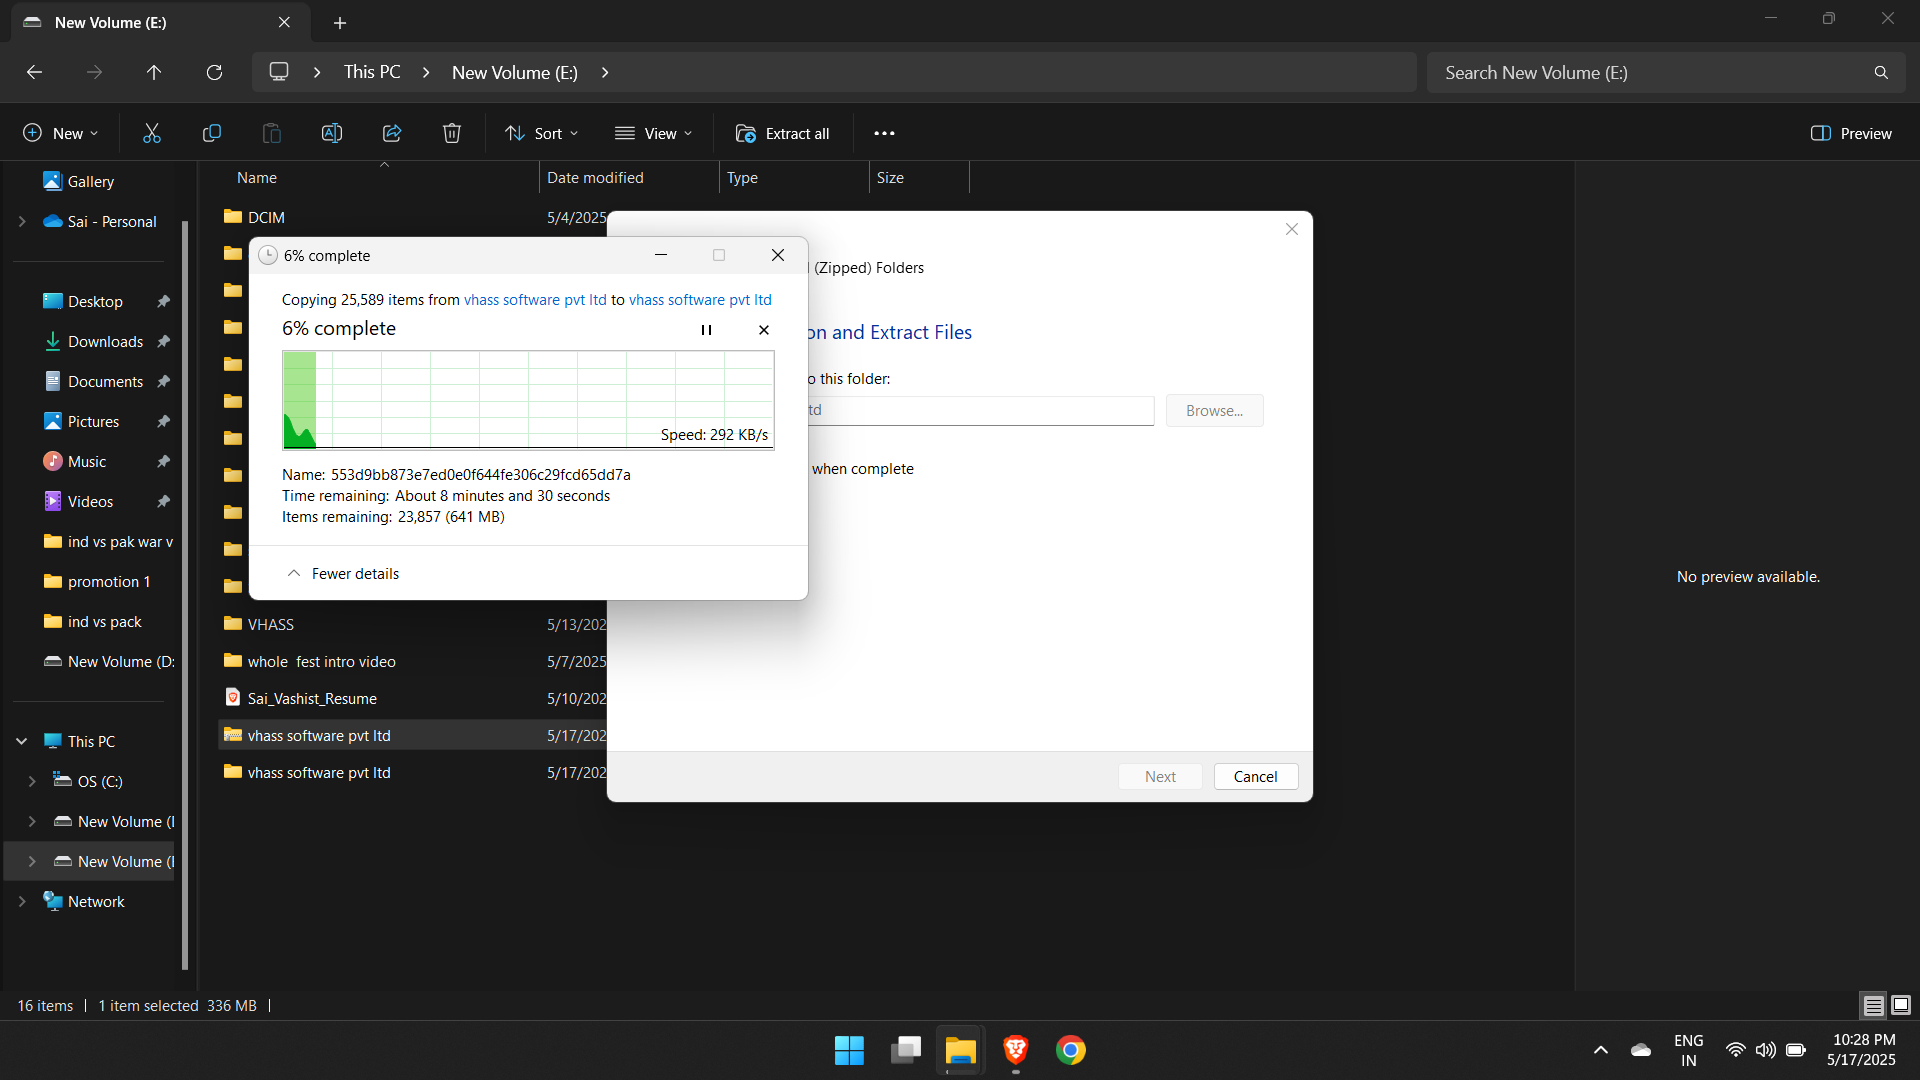 New Volume (E:)
This PC
New Volume (E:)
Search New Volume (E:)
New
Sort
View
Extract all
Preview
Name
Date modified
Type
Size
Gallery
Sai - Personal
Desktop
Downloads
Documents
Pictures
Music
Videos
ind vs pak war v
promotion 1
ind vs pack
New Volume (D:
This PC
OS (C:)
New Volume (
New Volume (
Network
DCIM
5/4/2025
VHASS
5/13/202
whole fest intro video
5/7/2025
Sai_Vashist_Resume
5/10/202
vhass software pvt ltd
5/17/202
vhass software pvt ltd
5/17/202
6% complete
Copying 25,589 items from vhass software pvt ltd to vhass software pvt ltd
6% complete
Speed: 292 KB/s
Name: 553d9bb873e7ed0e0f644fe306c29fcd65dd7a
Time remaining: About 8 minutes and 30 seconds
Items remaining: 23,857 (641 MB)
Fewer details
(Zipped) Folders
on and Extract Files
o this folder:
td
Browse...
when complete
Next
Cancel
No preview available.
16 items
1 item selected 336 MB
ENG
IN
10:28 PM
5/17/2025